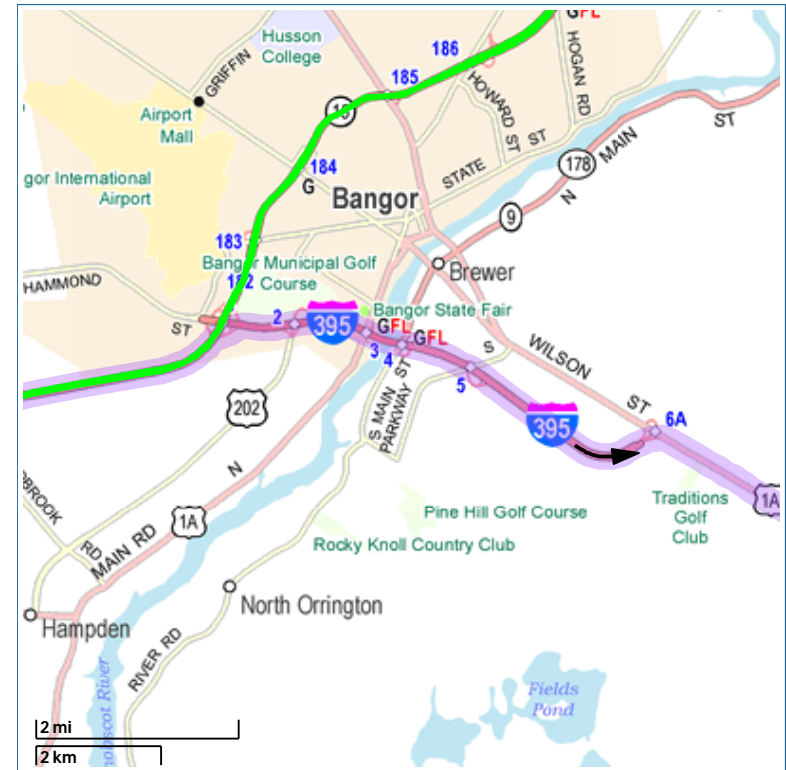 GFL
Husson
College
186
HOGAN RD
GRIFFIN
185
HOWARD ST
ST
Airport
Mall
15
ST
178
MAIN
N
184
G
STATE
gor International
Airport
Bangor
9
183
Bangor Municipal Golf
Course
182
Brewer
HAMMOND
ST
2
395
Bangor State Fair
GFL
GFL
3
4
S
WILSON
ST
5
202
S MAIN ST
PARKWAY
395
6A
N
1A
Traditions
Golf
Club
1A
OBROOK
RD
MAIN RD
Pine Hill Golf Course
Rocky Knoll Country Club
North Orrington
Hampden
RIVER RD
nobscot River
Fields
Pond
2 mi
2 km